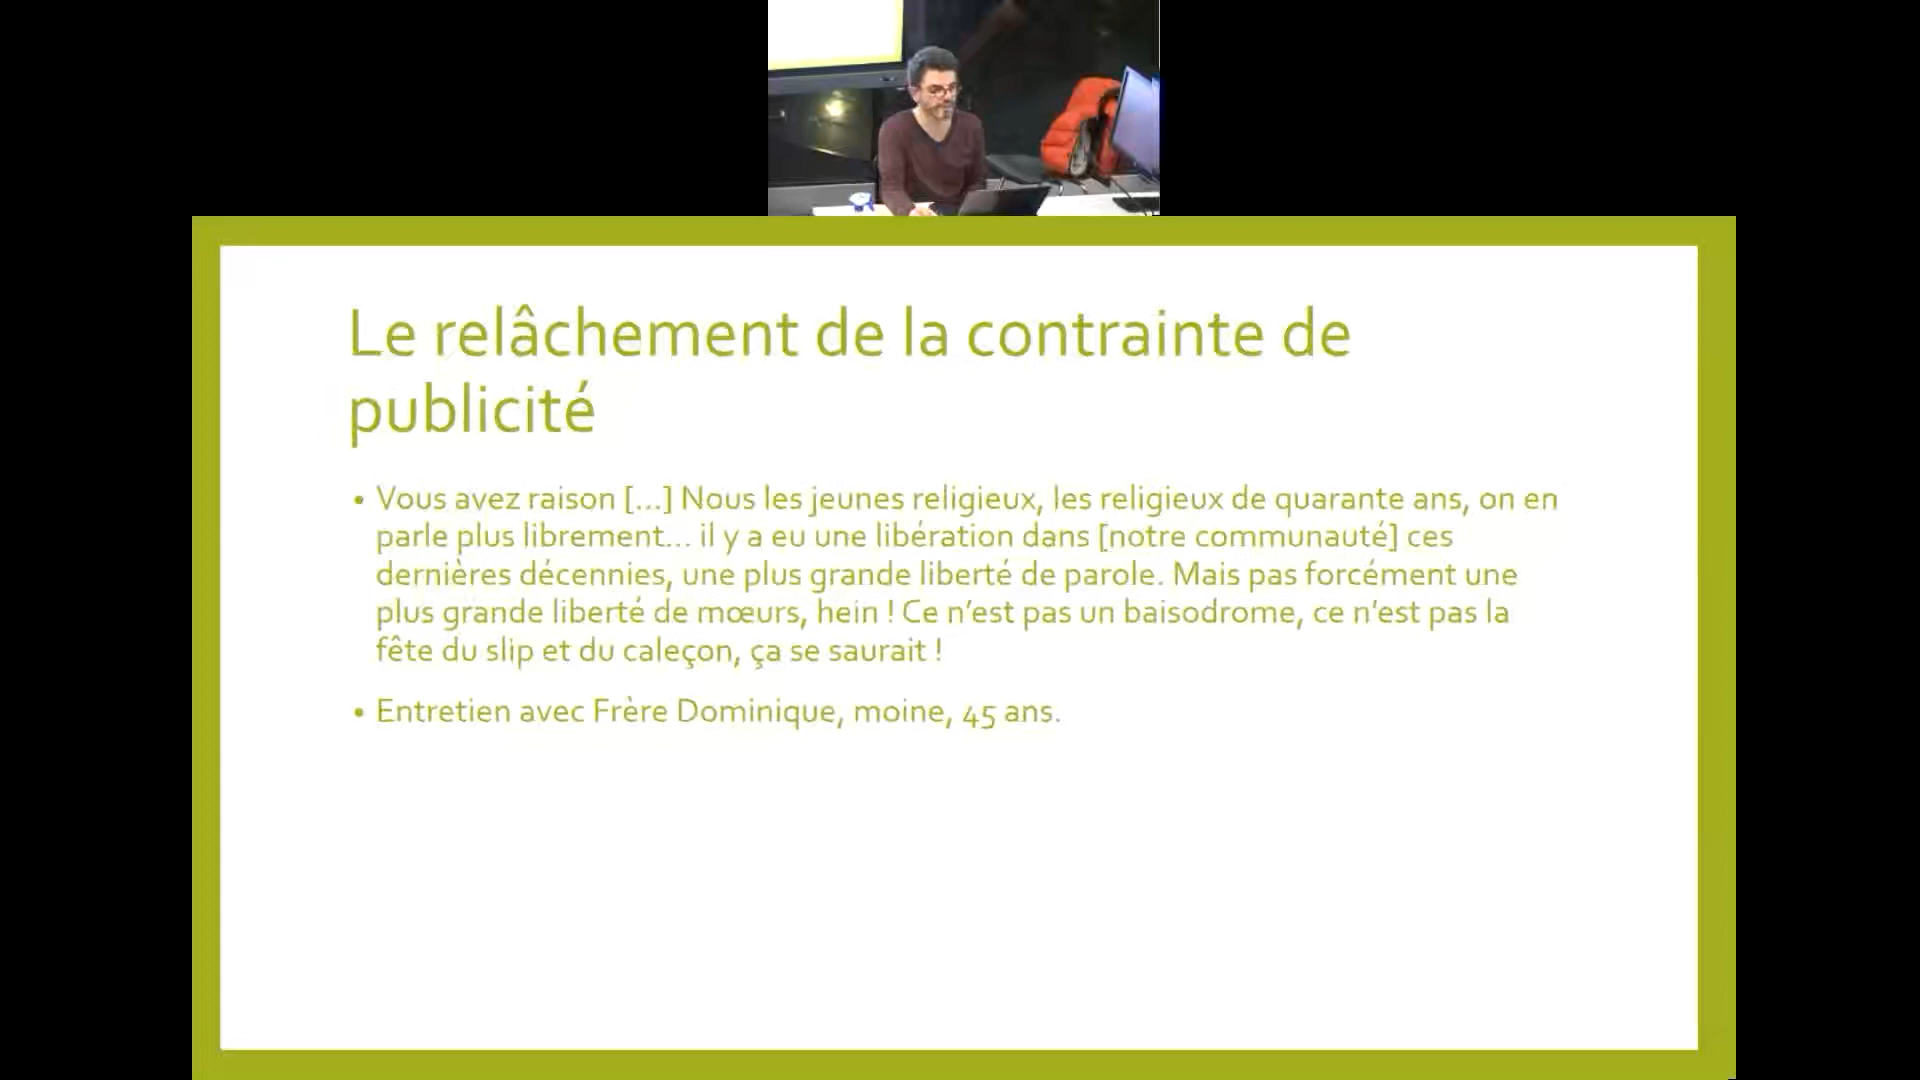 Le relâchement de la contrainte de
publicité
• Vous avez raison [...] Nous les jeunes religieux, les religieux de quarante ans, on en
parle plus librement... il y a eu une libération dans [notre communauté] ces
dernières décennies, une plus grande liberté de parole. Mais pas forcément une
plus grande liberté de mœurs, hein ! Ce n’est pas un baisodrome, ce n’est pas la
fête du slip et du caleçon, ça se saurait !
• Entretien avec Frère Dominique, moine, 45 ans.